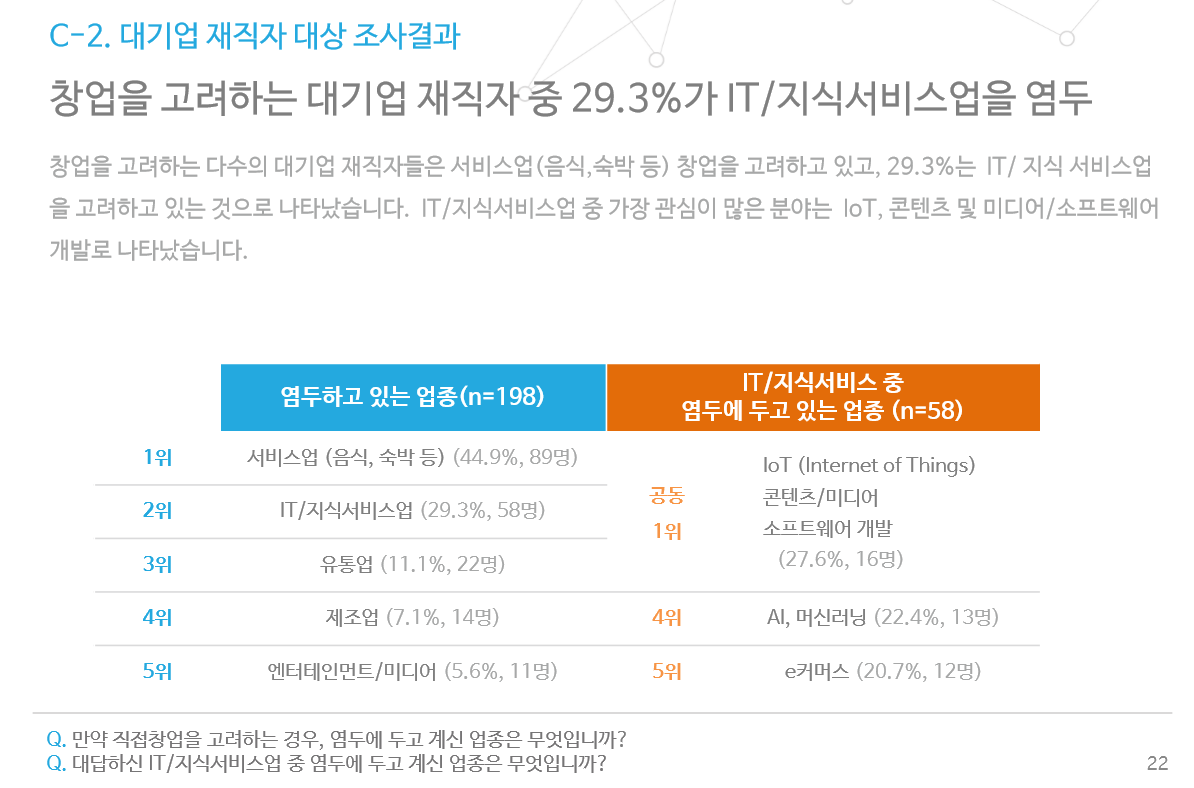 C-2. 대기업 재직자 대상 조사결과
창업을 고려하는 대기업 재직자 중 29.3%가 IT/지식서비스업을 염두
창업을 고려하는 다수의 대기업 재직자들은 서비스업(음식,숙박 등) 창업을 고려하고 있고, 29.3%는 IT/ 지식 서비스업
을 고려하고 있는 것으로 나타났습니다. IT/지식서비스업 중 가장 관심이 많은 분야는 IoT, 콘텐츠 및 미디어/소프트웨어
개발로 나타났습니다.
염두하고 있는 업종(n=198)
IT/지식서비스 중
염두에 두고 있는 업종 (n=58)
1위 서비스업 (음식, 숙박 등) (44.9%, 89명)
2위 IT/지식서비스업 (29.3%, 58명)
3위 유통업 (11.1%, 22명)
공동
1위
IoT (Internet of Things)
콘텐츠/미디어
소프트웨어 개발
(27.6%, 16명)
4위 제조업 (7.1%, 14명) 4위 AI, 머신러닝 (22.4%, 13명)
5위 엔터테인먼트/미디어 (5.6%, 11명) 5위 e커머스 (20.7%, 12명)
Q. 만약 직접창업을 고려하는 경우, 염두에 두고 계신 업종은 무엇입니까?
Q. 대답하신 IT/지식서비스업 중 염두에 두고 계신 업종은 무엇입니까?
22